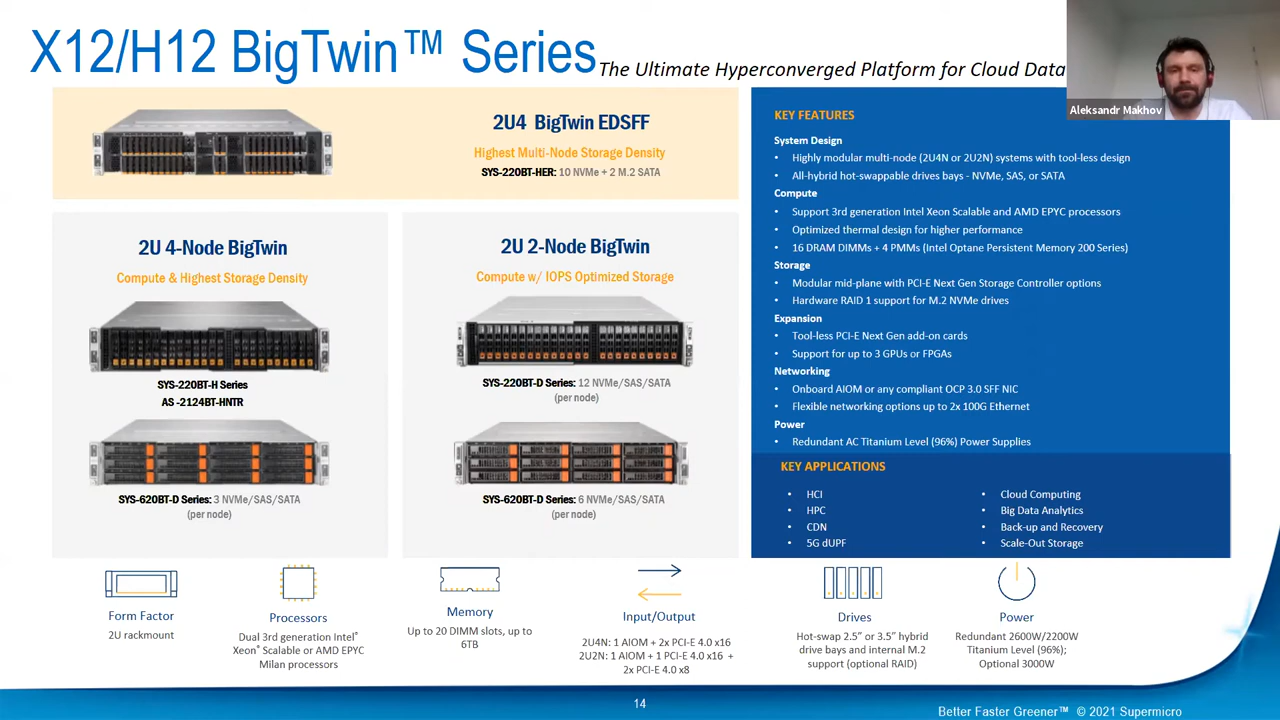 X12/H12 BigTwin™ Series
The Ultimate Hyperconverged Platform for Cloud Data
Aleksandr Makhov
2U4 BigTwin EDSFF
Highest Multi-Node Storage Density
SYS-220BT-HER: 10 NVMe + 2 M.2 SATA
2U 4-Node BigTwin
Compute & Highest Storage Density
SYS-220BT-H Series
AS -2124BT-HNTR
SYS-620BT-D Series: 3 NVMe/SAS/SATA
(per node)
2U 2-Node BigTwin
Compute w/ IOPS Optimized Storage
SYS-220BT-D Series: 12 NVMe/SAS/SATA
(per node)
SYS-620BT-D Series: 6 NVMe/SAS/SATA
(per node)
KEY FEATURES
System Design
• Highly modular multi-node (2U4N or 2U2N) systems with tool-less design
• All-hybrid hot-swappable drives bays - NVMe, SAS, or SATA
Compute
• Support 3rd generation Intel Xeon Scalable and AMD EPYC processors
• Optimized thermal design for higher performance
• 16 DRAM DIMMs + 4 PMMs (Intel Optane Persistent Memory 200 Series)
Storage
• Modular mid-plane with PCI-E Next Gen Storage Controller options
• Hardware RAID 1 support for M.2 NVMe drives
Expansion
• Tool-less PCI-E Next Gen add-on cards
• Support for up to 3 GPUs or FPGAs
Networking
• Onboard AIOM or any compliant OCP 3.0 SFF NIC
• Flexible networking options up to 2x 100G Ethernet
Power
• Redundant AC Titanium Level (96%) Power Supplies
KEY APPLICATIONS
• HCI
• HPC
• CDN
• 5G dUPF
• Cloud Computing
• Big Data Analytics
• Back-up and Recovery
• Scale-Out Storage
Form Factor
2U rackmount
Processors
Dual 3rd generation Intel®
Xeon® Scalable or AMD EPYC
Milan processors
Memory
Up to 20 DIMM slots, up to
6TB
Input/Output
2U4N: 1 AIOM + 2x PCI-E 4.0 x16
2U2N: 1 AIOM + 1 PCI-E 4.0 x16 +
2x PCI-E 4.0 x8
Drives
Hot-swap 2.5” or 3.5” hybrid
drive bays and internal M.2
support (optional RAID)
Power
Redundant 2600W/2200W
Titanium Level (96%);
Optional 3000W
14
Better Faster Greener™ © 2021 Supermicro